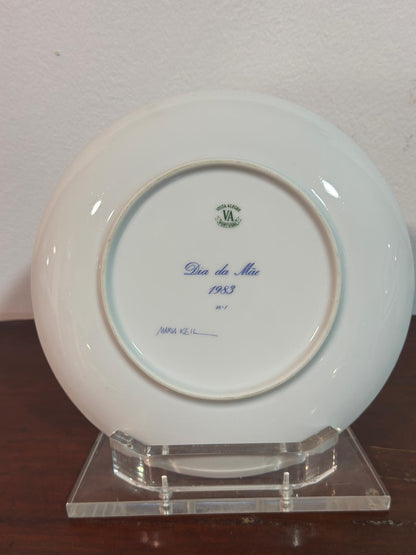 VISTA ALEGRE
VA
PORTUGAL
Dia da Mãe
1983
MARIA KEIL